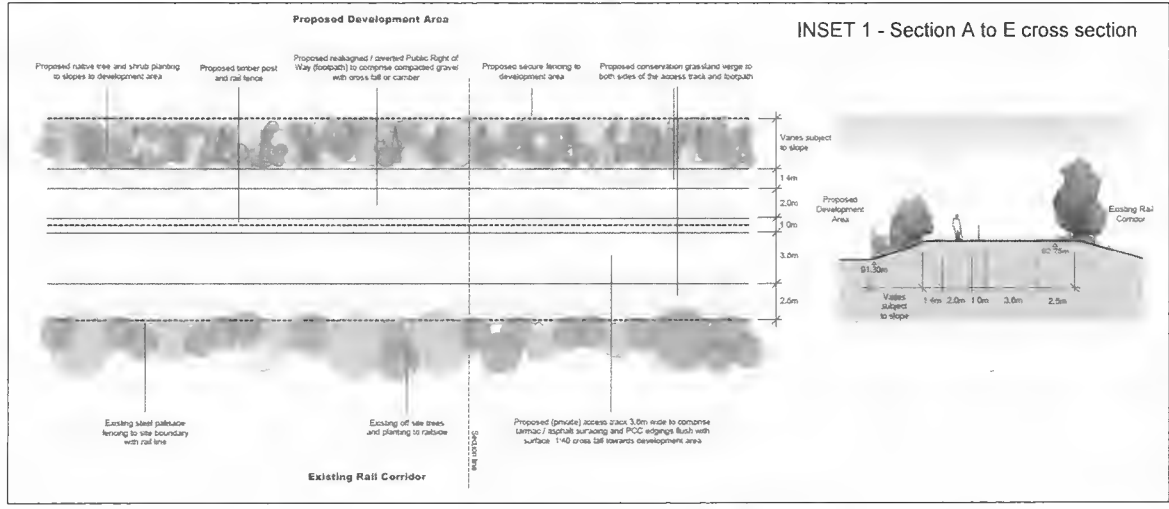 INSET 1 - Section A to E cross section
Proposed Development Area
Proposed native tree and shrub planting
to slopes to development area
Proposed timber post
and rail fence
Proposed realigned / diverted Public Right of
Way (footpath) to comprise compacted gravel
with cross fall or camber
Proposed secure fencing to
development area
Proposed conservation grassland verge to
both sides of the access track and footpath
Varies subject
to slope
1.4m
2.0m
1.0m
3.6m
2.5m
Existing steel palisade
fencing to site boundary
with rail line
Existing off site trees
and planting to railside
Section line
Proposed (private) access track 3.6m wide to comprise
tarmac / asphalt surfacing and PCC edgings flush with
surface 1:40 cross fall towards development area
Existing Rail Corridor
Proposed
Development
Area
Existing Rail
Corridor
91.30m
92.75m
Varies
subject
to slope
1.4m
2.0m
1.0m
3.6m
2.5m